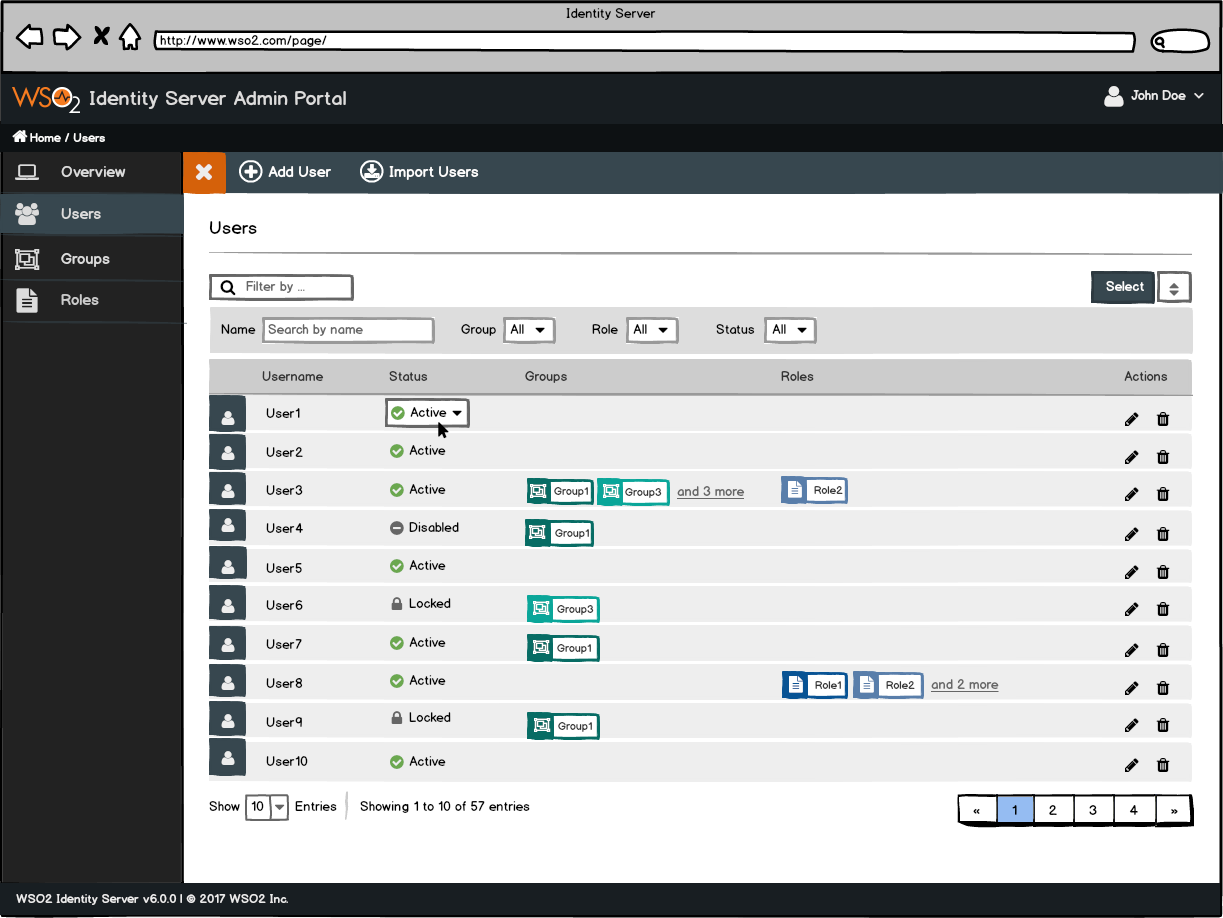 Identity Server
http://www.wso2.com/page/
WSO2 Identity Server Admin Portal
John Doe
Home / Users
Overview
Users
Groups
Roles
Add User
Import Users
Users
Filter by ...
Select
Name Search by name Group All Role All Status All
Username Status Groups Roles Actions
User1 Active
User2 Active
User3 Active Group1 Group3 and 3 more Role2
User4 Disabled Group1
User5 Active
User6 Locked Group3
User7 Active Group1
User8 Active Role1 Role2 and 2 more
User9 Locked Group1
User10 Active
Show 10 Entries Showing 1 to 10 of 57 entries « 1 2 3 4 »
WSO2 Identity Server v6.0.0 | © 2017 WSO2 Inc.